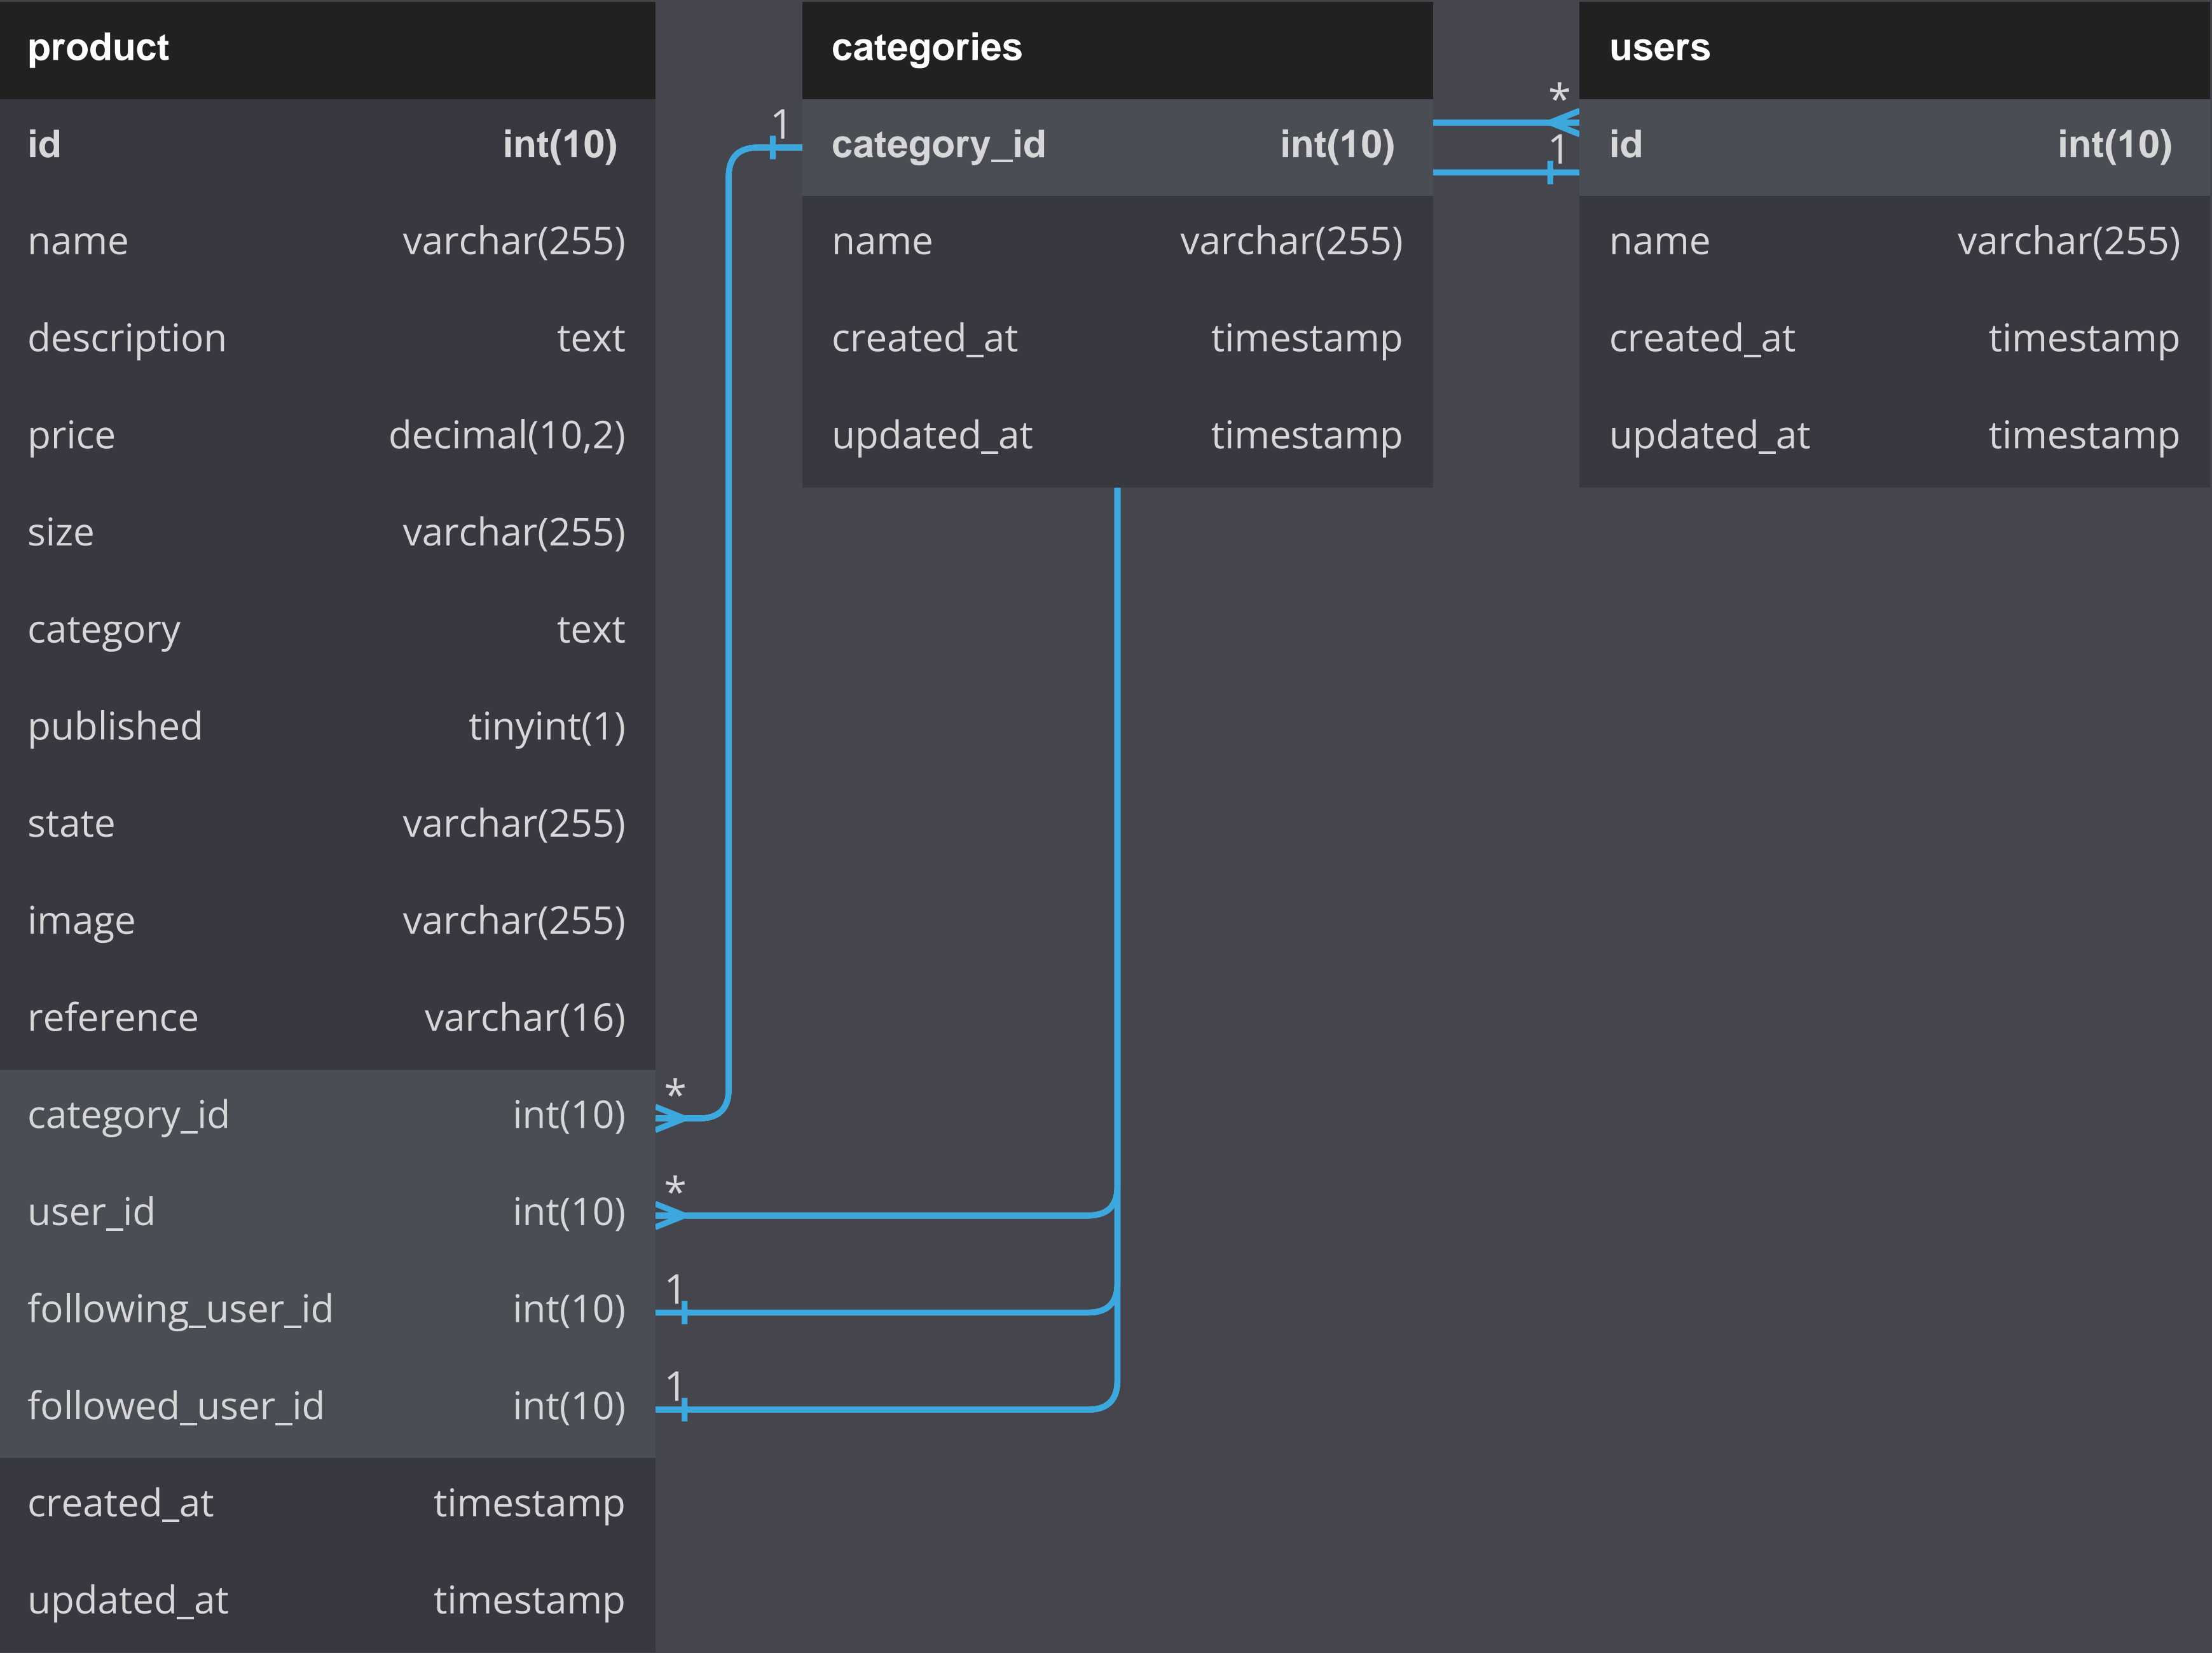 product
id int(10)
name varchar(255)
description text
price decimal(10,2)
size varchar(255)
category text
published tinyint(1)
state varchar(255)
image varchar(255)
reference varchar(16)
category_id int(10)
user_id int(10)
following_user_id int(10)
followed_user_id int(10)
created_at timestamp
updated_at timestamp
*
*
1
1
1
categories
category_id int(10)
name varchar(255)
created_at timestamp
updated_at timestamp
*
1
users
id int(10)
name varchar(255)
created_at timestamp
updated_at timestamp